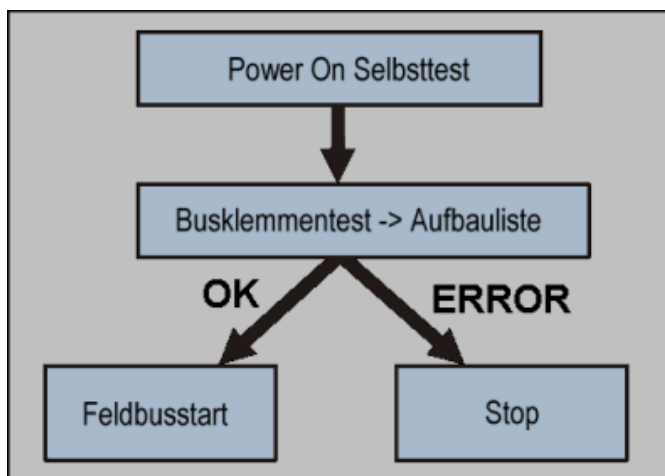 Power On Selbsttest
Busklemmentest -> Aufbauliste
OK
ERROR
Feldbusstart
Stop